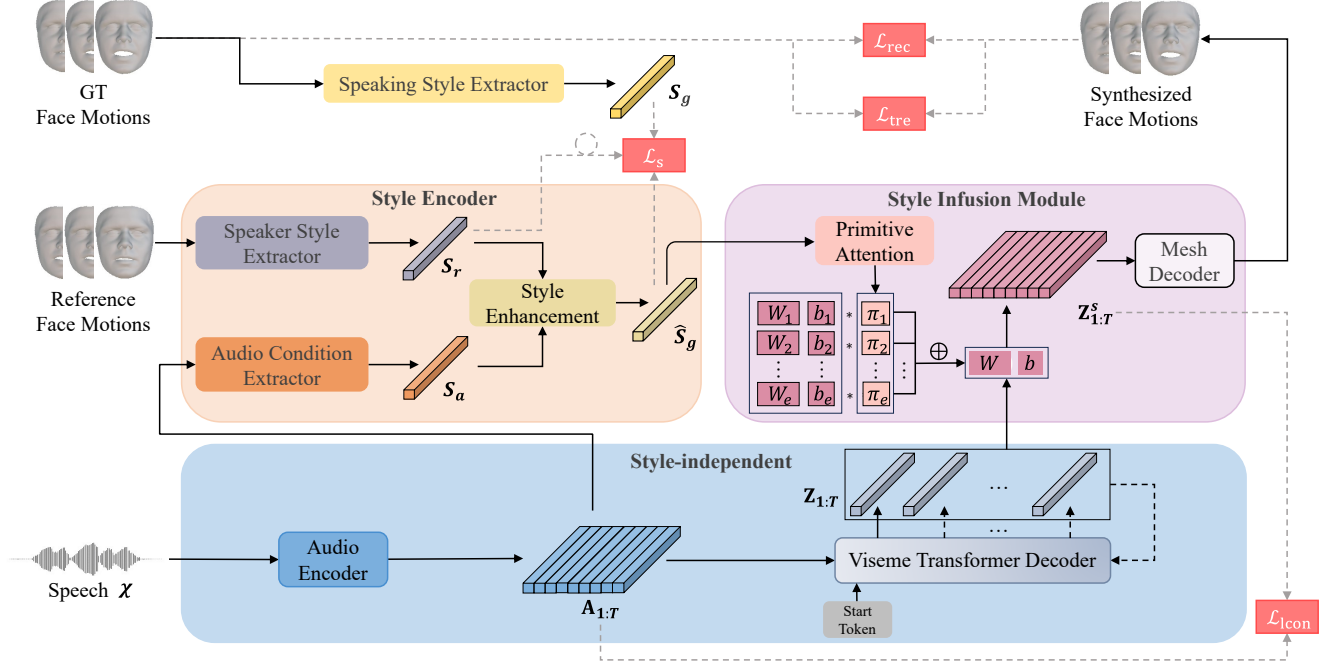 GT
Face Motions
Speaking Style Extractor
S_g
ℒ_rec
ℒ_tre
Synthesized
Face Motions
ℒ_s
Style Encoder
Reference
Face Motions
Speaker Style
Extractor
S_r
Style
Enhancement
Ŝ_g
Audio Condition
Extractor
S_a
Style Infusion Module
Primitive
Attention
W_1 b_1 * π_1
W_2 b_2 * π_2
⋮ ⋮ ⋮ ⋮
W_e b_e * π_e
⊕
W b
Z^s_{1:T}
Mesh
Decoder
Style-independent
Z_{1:T}
...
...
Speech χ
Audio
Encoder
A_{1:T}
Viseme Transformer Decoder
Start
Token
ℒ_lcon